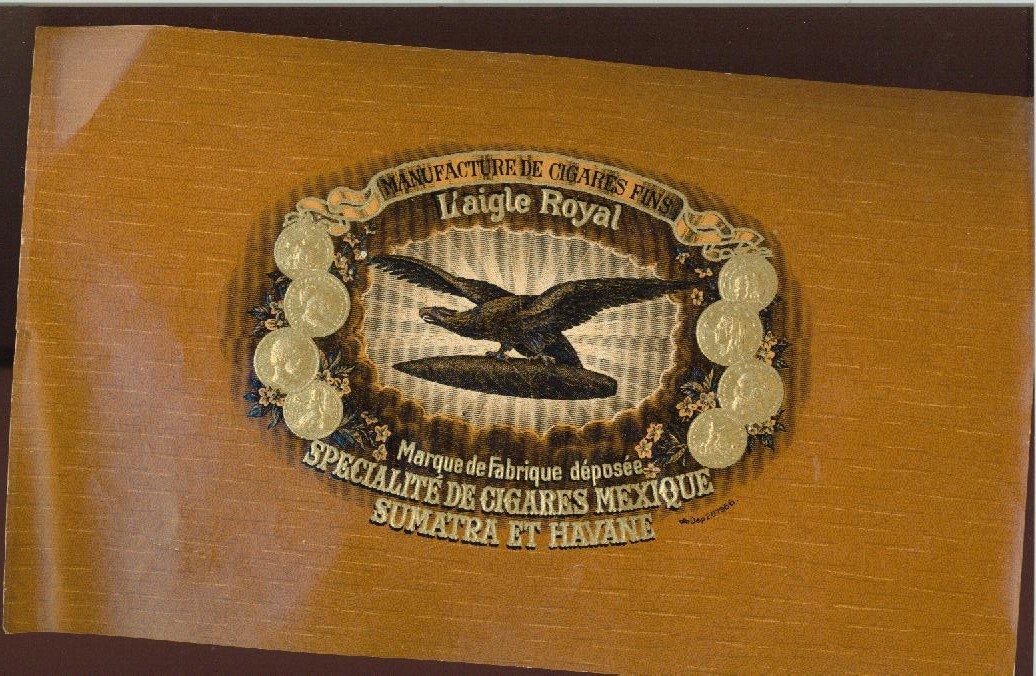 MANUFACTURE DE CIGARES FINS
L'aigle Royal
Marque de Fabrique déposée
SPECIALITÉ DE CIGARES MEXIQUE
SUMATRA ET HAVANE